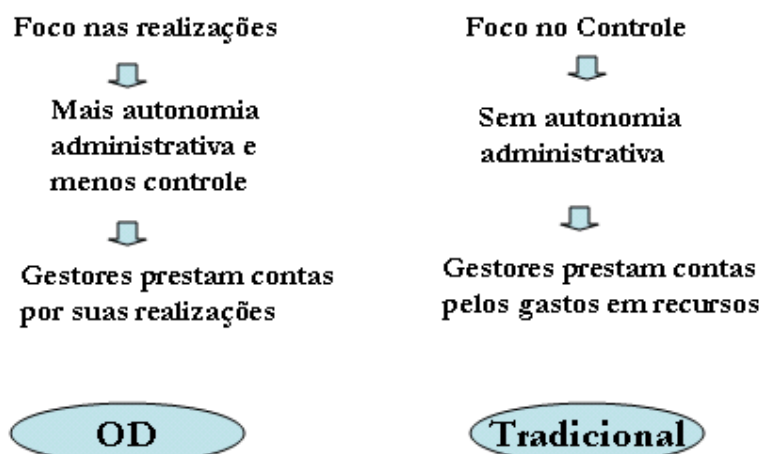 Foco nas realizações
Mais autonomia
administrativa e
menos controle
Gestores prestam contas
por suas realizações
OD
Foco no Controle
Sem autonomia
administrativa
Gestores prestam contas
pelos gastos em recursos
Tradicional